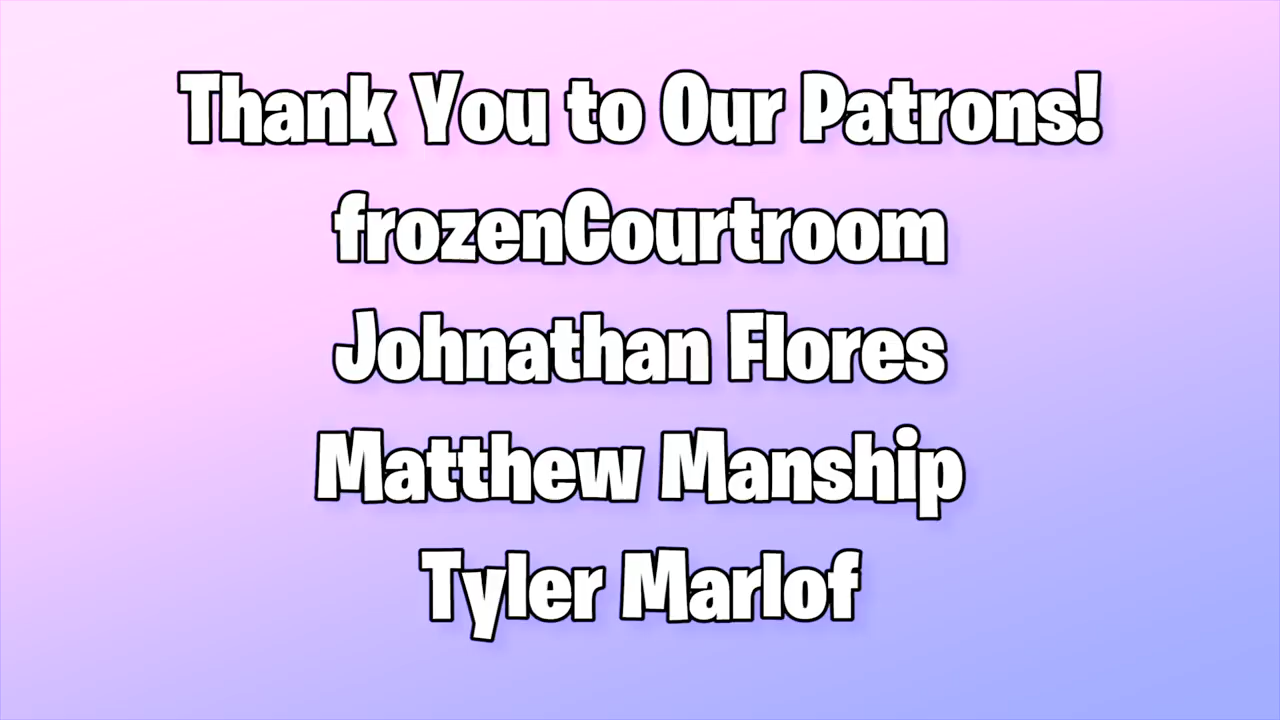 Thank You to Our Patrons!
frozenCourtroom
Johnathan Flores
Matthew Manship
Tyler Marlof